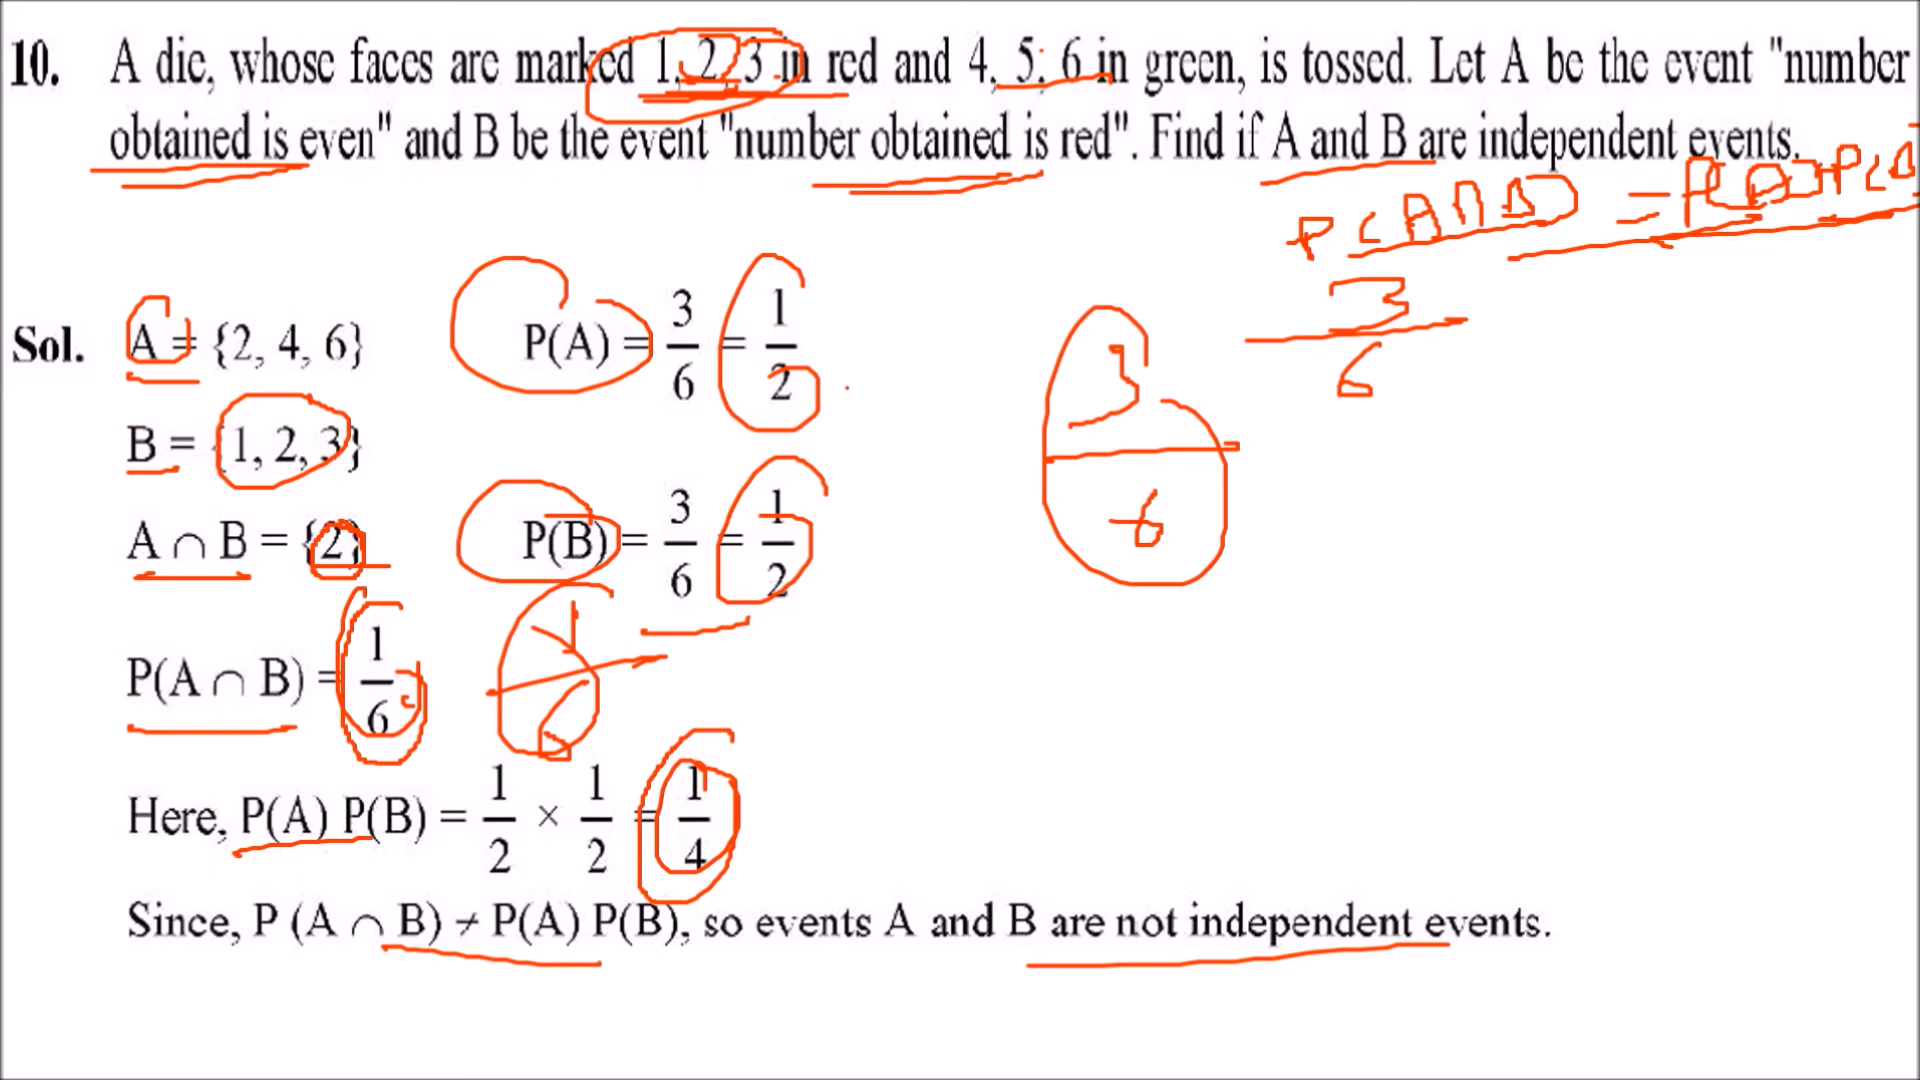 10. A die, whose faces are marked 1, 2, 3 in red and 4, 5, 6 in green, is tossed. Let A be the event "number
obtained is even" and B be the event "number obtained is red". Find if A and B are independent events.
P(A∩B) = P(A)
3/6
Sol. A = {2, 4, 6} P(A) = 3/6 = 1/2
3/6
B = {1, 2, 3}
A ∩ B = {2} P(B) = 3/6 = 1/2
P(A ∩ B) = 1/6
Here, P(A) P(B) = 1/2 × 1/2 = 1/4
Since, P (A ∩ B) ≠ P(A) P(B), so events A and B are not independent events.